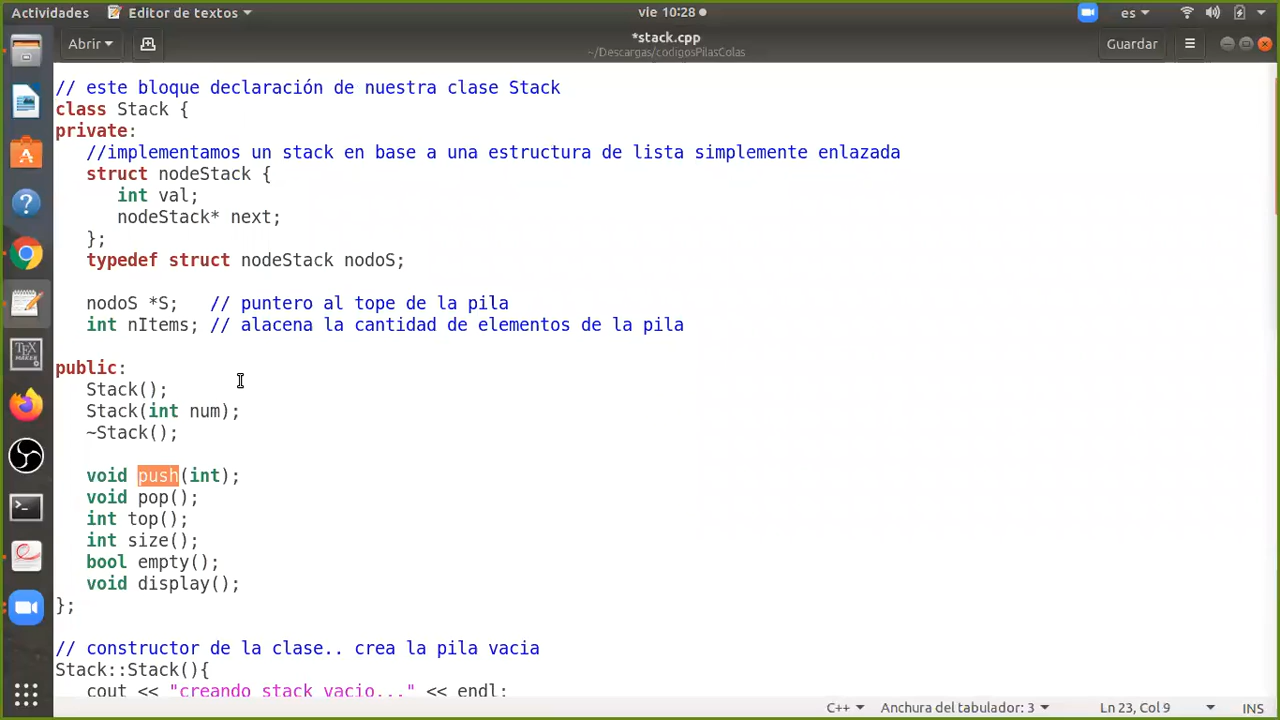 Actividades
Editor de textos
vie 10:28
es
Abrir
*stack.cpp
~/Descargas/codigosPilasColas
Guardar
// este bloque declaración de nuestra clase Stack
class Stack {
private:
//implementamos un stack en base a una estructura de lista simplemente enlazada
struct nodeStack {
int val;
nodeStack* next;
};
typedef struct nodeStack nodoS;
nodoS *S; // puntero al tope de la pila
int nItems; // alacena la cantidad de elementos de la pila
public:
Stack();
Stack(int num);
~Stack();
void push(int);
void pop();
int top();
int size();
bool empty();
void display();
};
// constructor de la clase.. crea la pila vacia
Stack::Stack(){
cout << "creando stack vacio..." << endl;
C++
Anchura del tabulador: 3
Ln 23, Col 9
INS